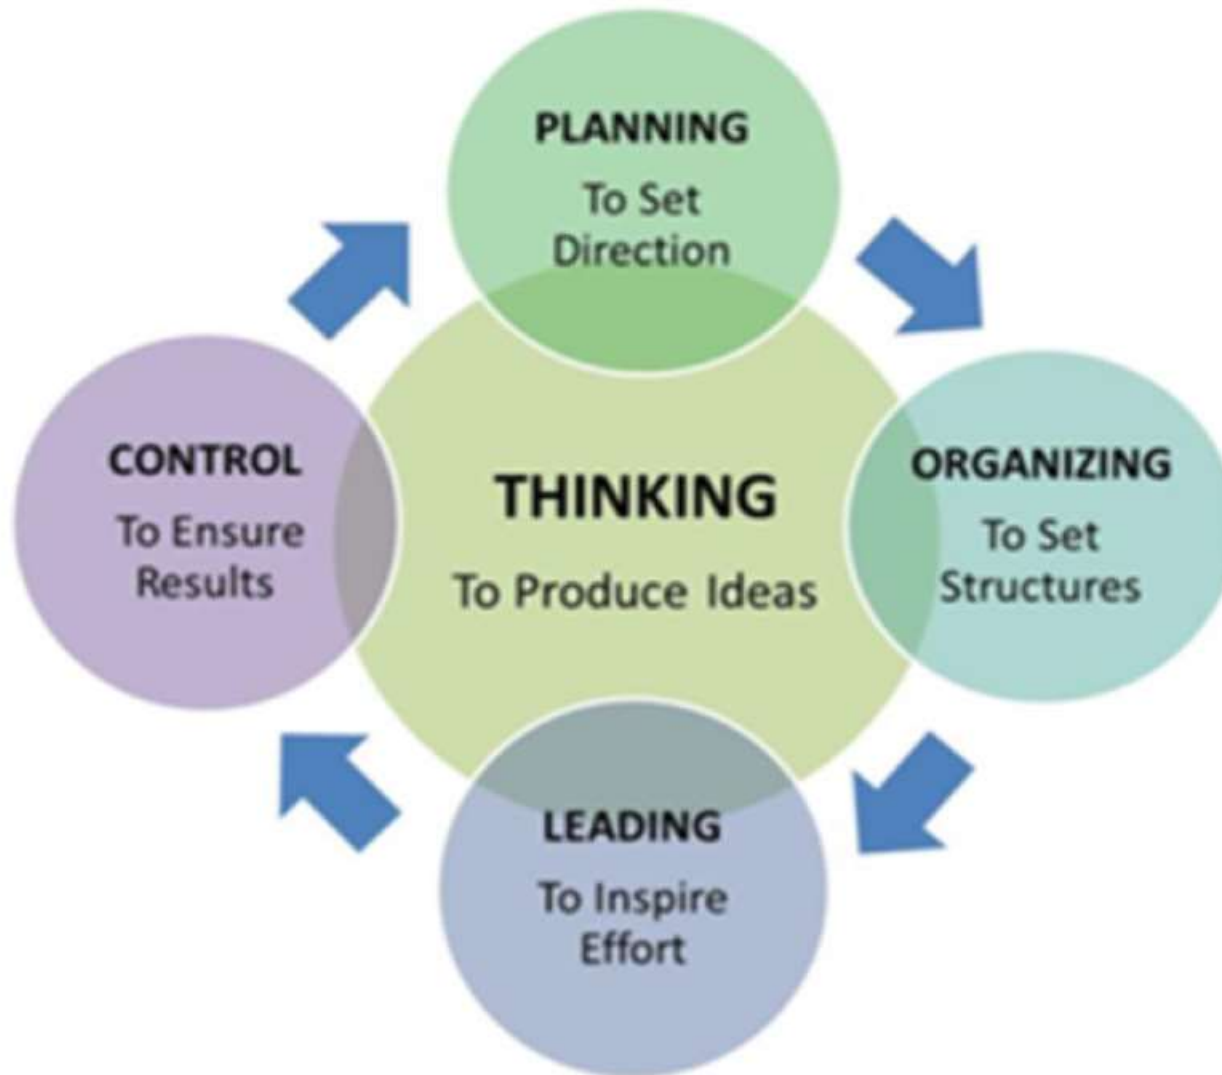 PLANNING
To Set
Direction
CONTROL
To Ensure
Results
THINKING
To Produce Ideas
ORGANIZING
To Set
Structures
LEADING
To Inspire
Effort